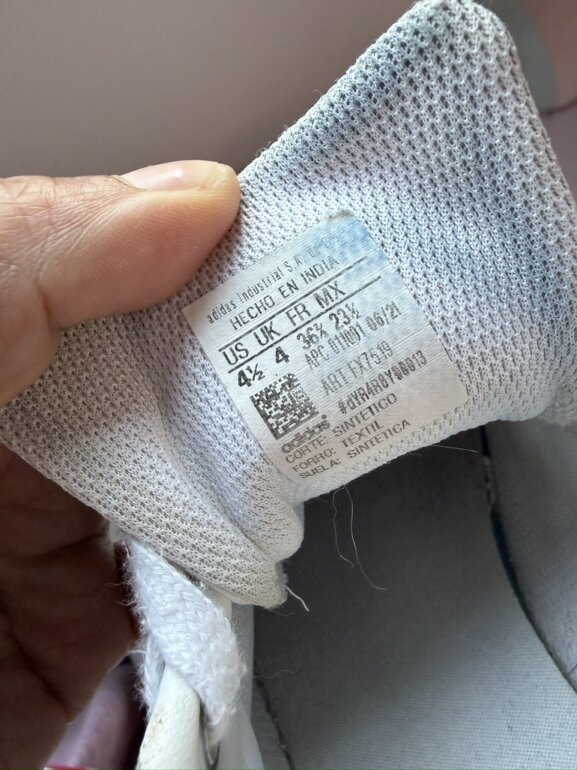 adidas Industrial S.A.
HECHO EN INDIA
US UK FR MX
4½ 4 36⅔ 23½
APC 011001 06/21
ART FX7519
adidas
CORTE: SINTETICO
FORRO: TEXTIL
SUELA: SINTETICA